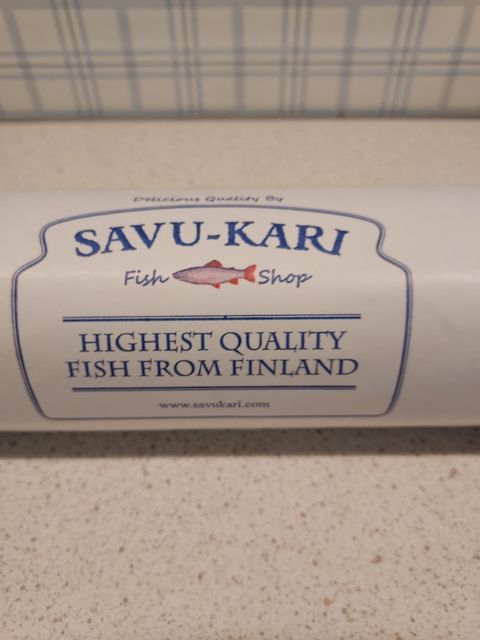 Delicious Quality By
SAVU-KARI
Fish Shop
HIGHEST QUALITY
FISH FROM FINLAND
www.savukari.com